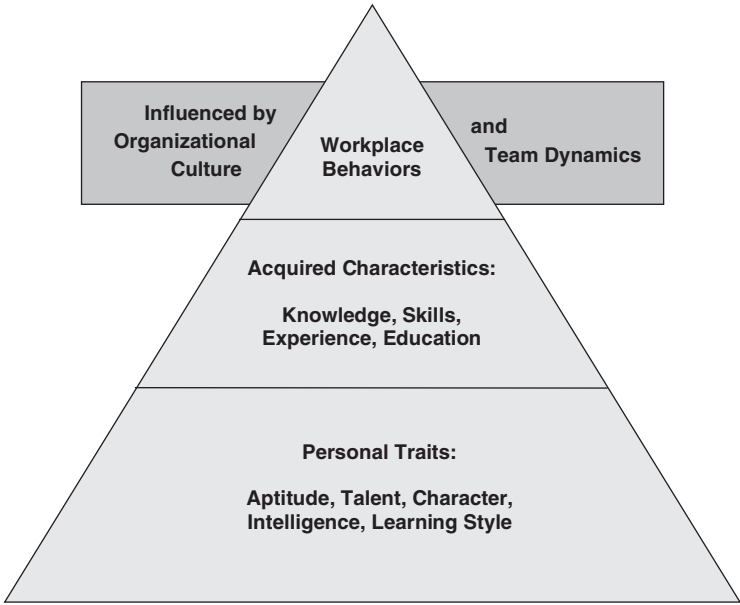 Influenced by
Organizational
Culture
Workplace
Behaviors
and
Team Dynamics
Acquired Characteristics:
Knowledge, Skills,
Experience, Education
Personal Traits:
Aptitude, Talent, Character,
Intelligence, Learning Style